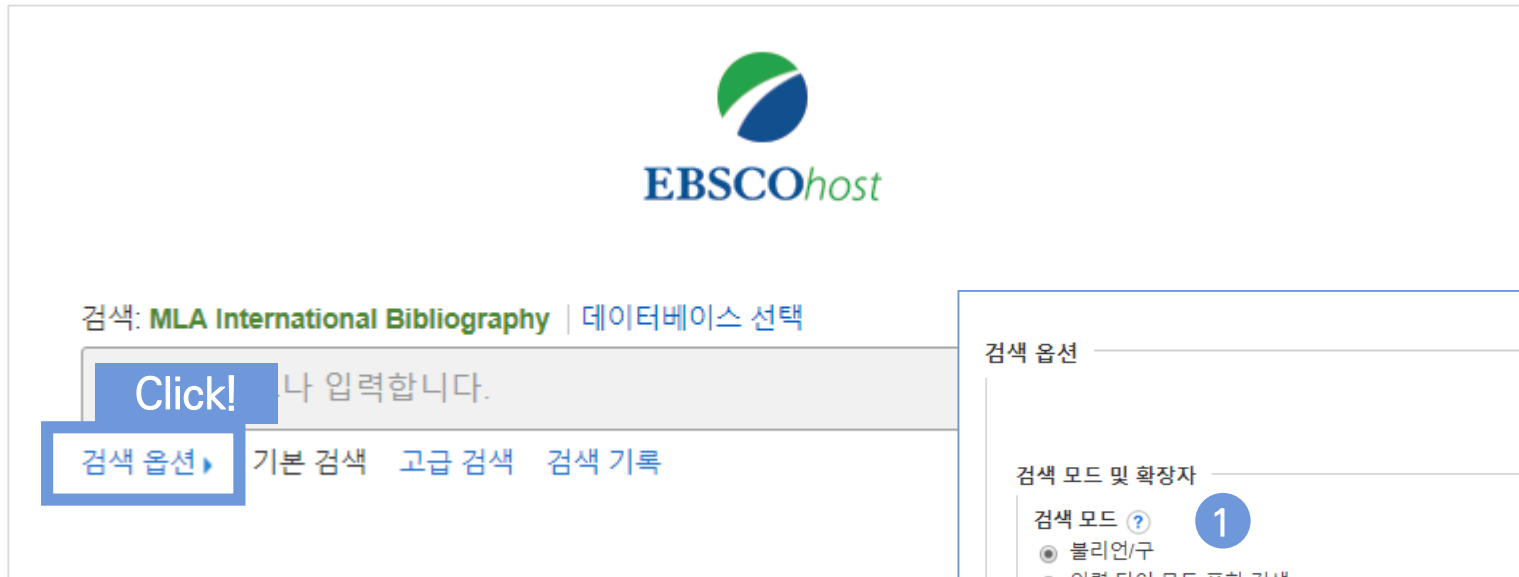 EBSCOhost
검색: MLA International Bibliography | 데이터베이스 선택
Click!
나 입력합니다.
검색 옵션 기본 검색 고급 검색 검색 기록
검색 옵션
검색 모드 및 확장자
검색 모드 ? 1
불리언/구